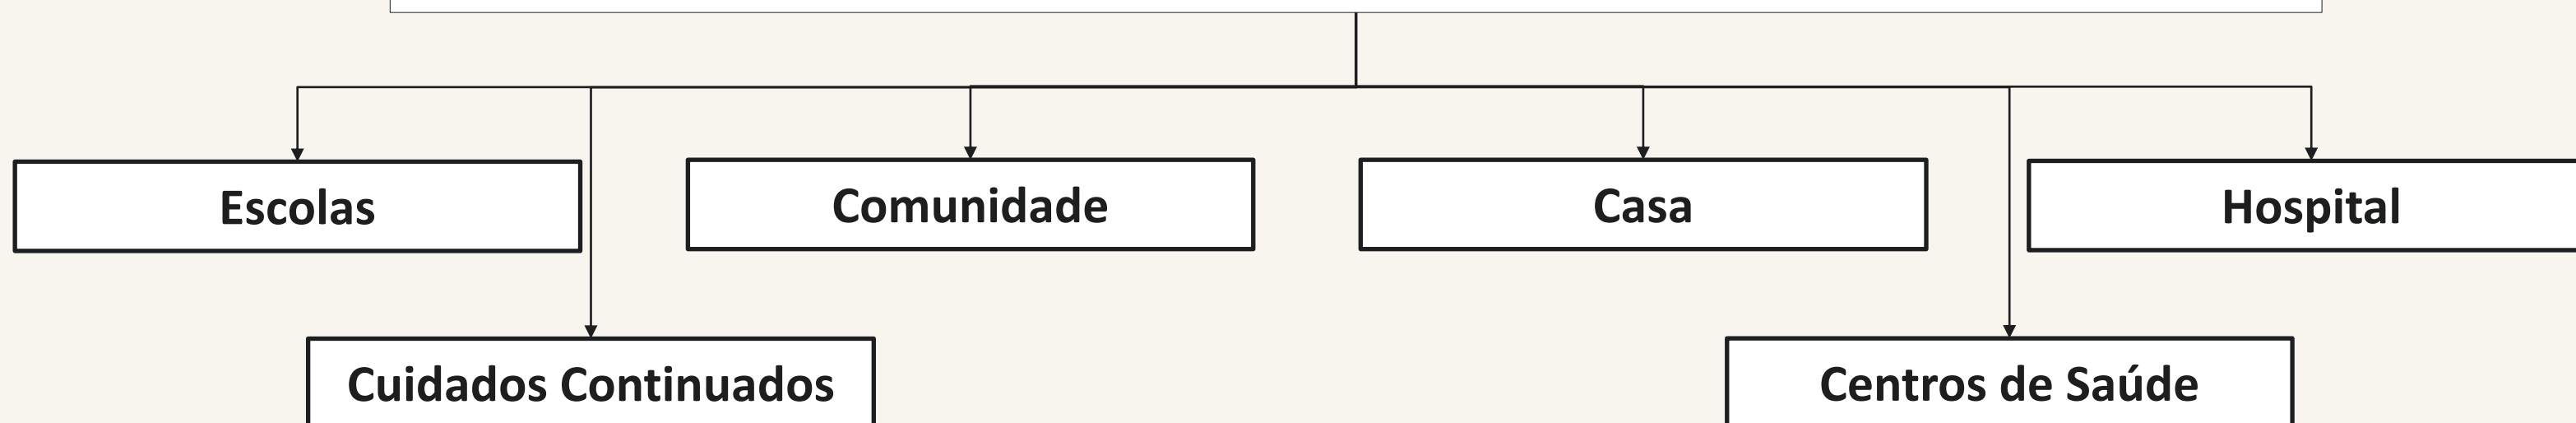 Escolas
Comunidade
Casa
Hospital
Cuidados Continuados
Centros de Saúde